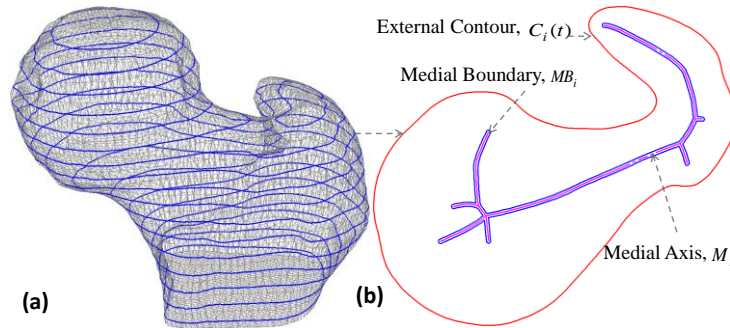 External Contour, C_i(t)
Medial Boundary, MB_i
Medial Axis, M
(a)
(b)